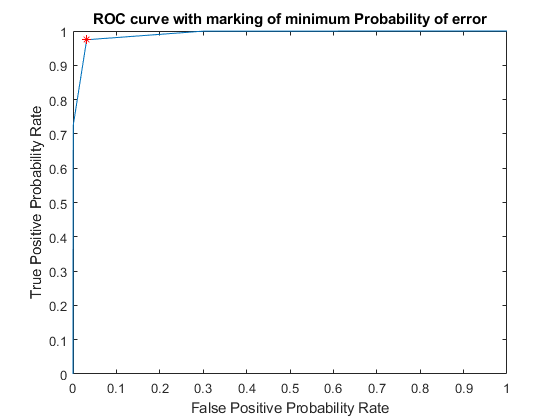 ROC curve with marking of minimum Probability of error
True Positive Probability Rate
1
0.9
0.8
0.7
0.6
0.5
0.4
0.3
0.2
0.1
0
0 0.1 0.2 0.3 0.4 0.5 0.6 0.7 0.8 0.9 1
False Positive Probability Rate